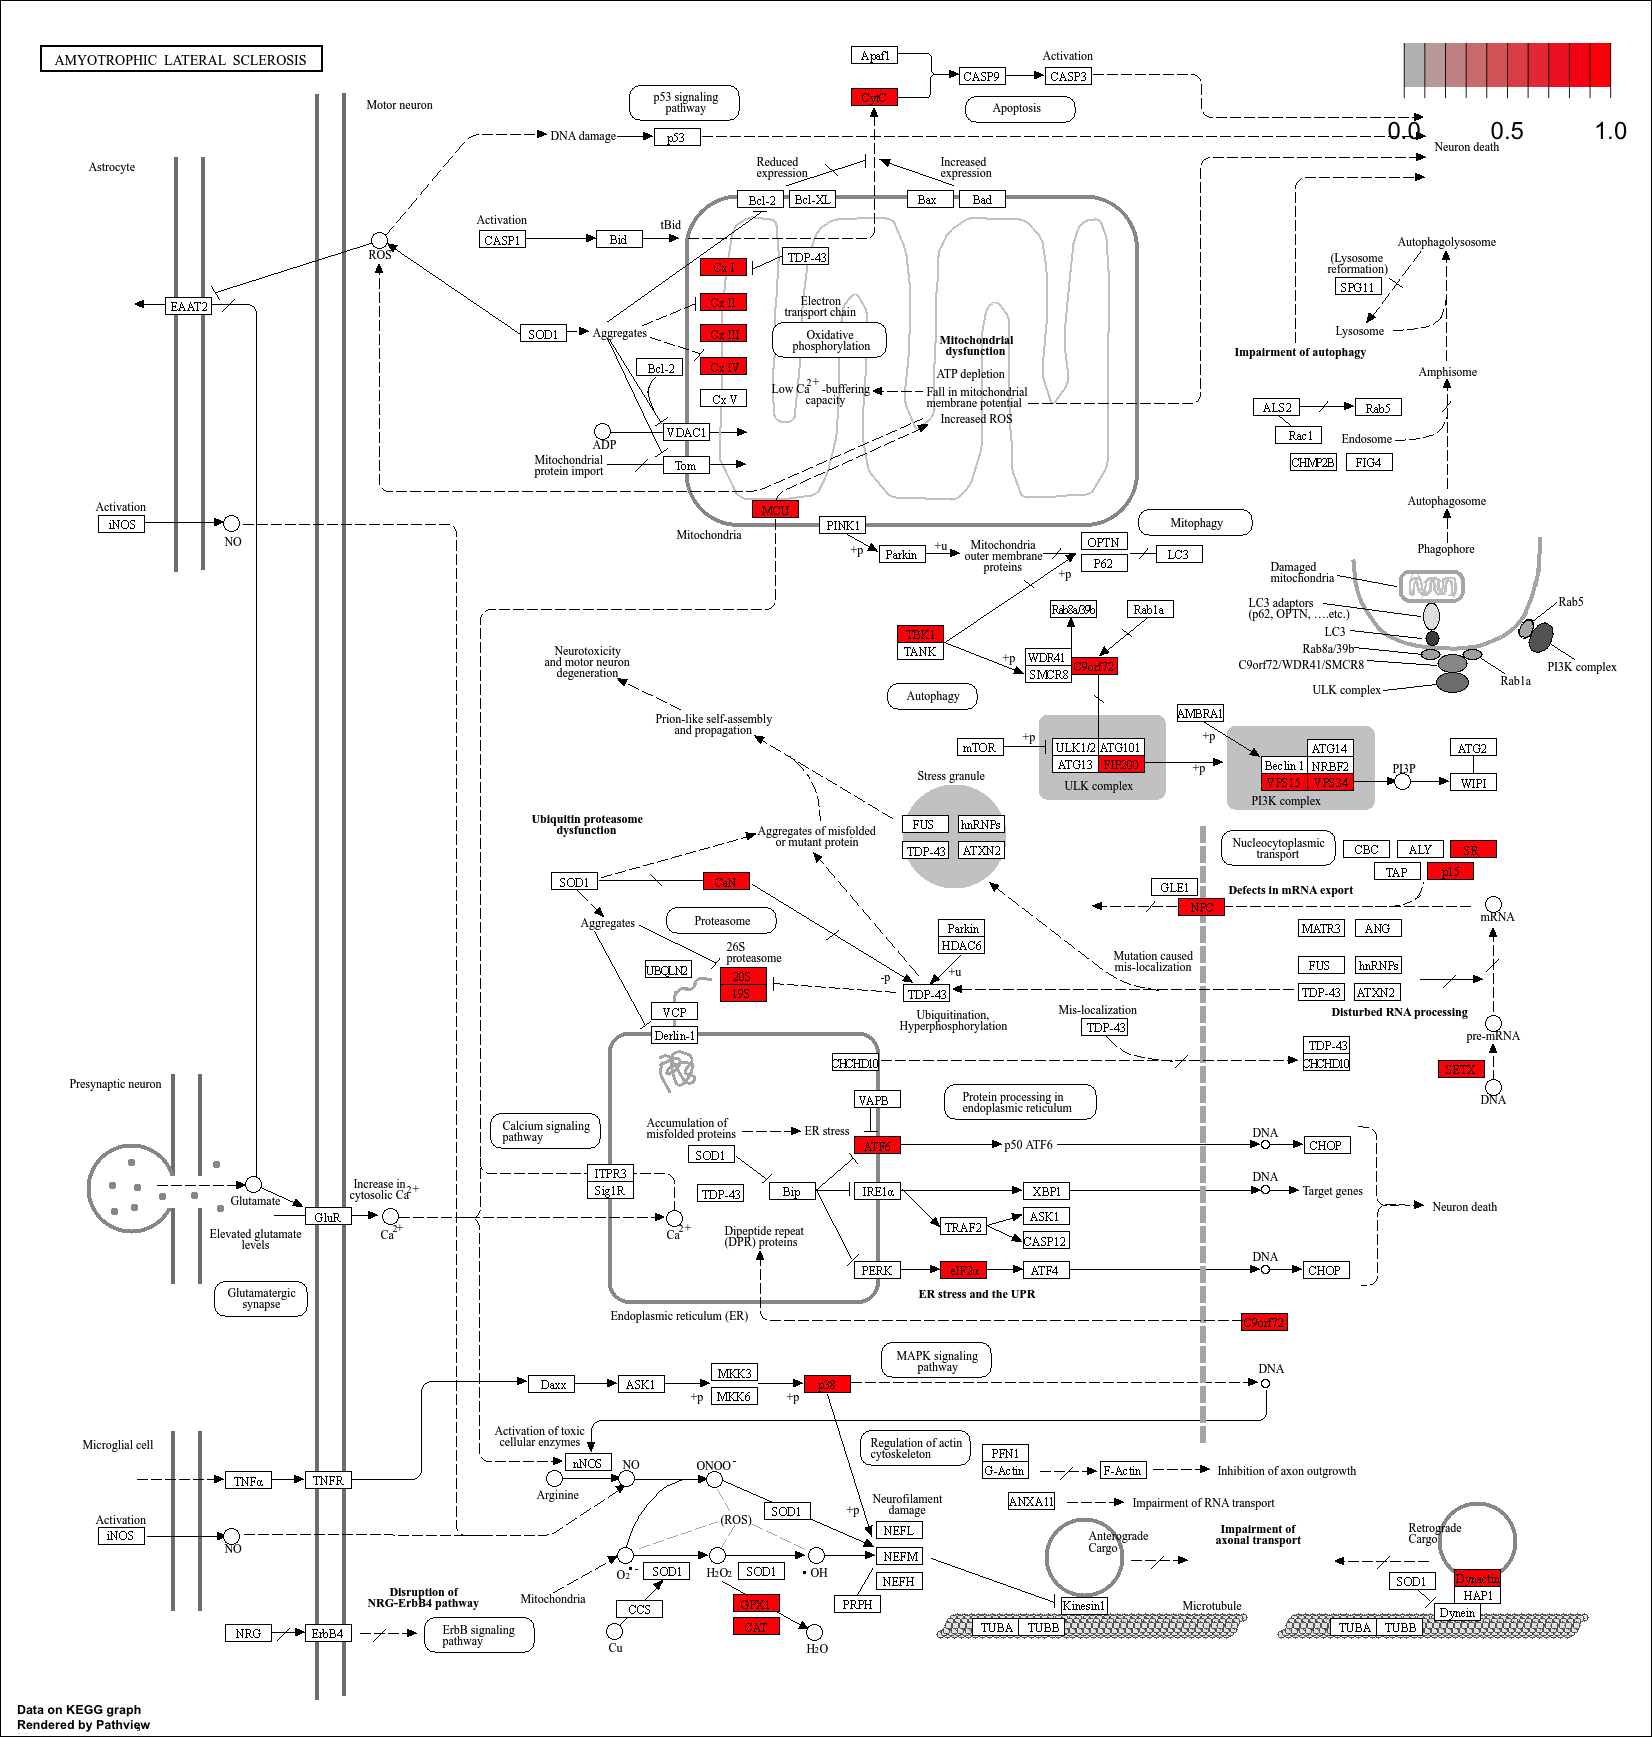 AMYOTROPHIC LATERAL SCLEROSIS
0.0
0.5
1.0
Motor neuron
Astrocyte
p53 signaling
pathway
DNA damage
p53
Apaf1
CytC
CASP9
Activation
CASP3
Apoptosis
Neuron death
Reduced
expression
Increased
expression
Bcl-2
Bcl-XL
Bax
Bad
Activation
CASP1
Bid
tBid
ROS
EAAT2
SOD1
Aggregates
Cx I
TDP-43
Cx II
Cx III
Cx IV
Cx V
Electron
transport chain
Oxidative
phosphorylation
Mitochondrial
dysfunction
ATP depletion
Low Ca2+ -buffering
capacity
Fall in mitochondrial
membrane potential
Increased ROS
Bcl-2
ADP
VDAC1
Mitochondrial
protein import
Tom
MCU
Mitochondria
PINK1
+p
Parkin
+u
Mitochondria
outer membrane
proteins
OPTN
P62
LC3
+p
Mitophagy
Autophagolysosome
(Lysosome
reformation)
SPG11
Lysosome
Impairment of autophagy
Amphisome
ALS2
Rab5
Rac1
Endosome
CHMP2B
FIG4
Autophagosome
Phagophore
Damaged
mitochondria
LC3 adaptors
(p62, OPTN, ....etc.)
LC3
Rab8a/39b
C9orf72/WDR41/SMCR8
ULK complex
Rab5
PI3K complex
Rab1a
Activation
iNOS
NO
TBK1
TANK
+p
Rab8a/39b
Rab1a
WDR41
SMCR8
C9orf72
Autophagy
mTOR
+p
ULK1/2
ATG101
ATG13
FIP200
ULK complex
+p
AMBRA1
+p
ATG14
Beclin 1
NRBF2
VPS15
VPS34
PI3K complex
PI3P
ATG2
WIPI
Neurotoxicity
and motor neuron
degeneration
Prion-like self-assembly
and propagation
Stress granule
FUS
hnRNPs
TDP-43
ATXN2
Ubiquitin proteasome
dysfunction
Aggregates of misfolded
or mutant protein
SOD1
CaN
Aggregates
Proteasome
26S
proteasome
20S
19S
UBQLN2
VCP
Derlin-1
Parkin
HDAC6
-p
+u
TDP-43
Ubiquitination,
Hyperphosphorylation
Nucleocytoplasmic
transport
CBC
ALY
SR
TAP
p15
GLE1
NPC
Defects in mRNA export
mRNA
MATR3
ANG
Mutation caused
mis-localization
FUS
hnRNPs
TDP-43
ATXN2
Disturbed RNA processing
pre-mRNA
Mis-localization
TDP-43
CHCHD10
TDP-43
CHCHD10
SETX
DNA
Presynaptic neuron
Calcium signaling
pathway
Accumulation of
misfolded proteins
ER stress
VAPB
ATF6
Protein processing in
endoplasmic reticulum
p50 ATF6
DNA
CHOP
SOD1
ITPR3
Sig1R
TDP-43
Bip
IRE1α
XBP1
DNA
Target genes
TRAF2
ASK1
CASP12
Neuron death
Glutamate
Increase in
cytosolic Ca2+
GluR
Ca2+
Ca2+
Elevated glutamate
levels
Dipeptide repeat
(DPR) proteins
PERK
eIF2α
ATF4
DNA
CHOP
ER stress and the UPR
Glutamatergic
synapse
Endoplasmic reticulum (ER)
C9orf72
MAPK signaling
pathway
Daxx
ASK1
MKK3
MKK6
+p
+p
p38
DNA
Activation of toxic
cellular enzymes
nNOS
Microglial cell
TNFα
TNFR
Arginine
NO
ONOO-
Regulation of actin
cytoskeleton
PFN1
G-Actin
F-Actin
Inhibition of axon outgrowth
ANXA11
Impairment of RNA transport
Activation
iNOS
NO
SOD1
(ROS)
+p
Neurofilament
damage
NEFL
NEFM
NEFH
PRPH
O2•-
SOD1
H2O2
SOD1
• OH
CCS
Cu
GPX1
CAT
H2O
Mitochondria
Disruption of
NRG-ErbB4 pathway
NRG
ErbB4
ErbB signaling
pathway
Anterograde
Cargo
Impairment of
axonal transport
Retrograde
Cargo
SOD1
Dynactin
HAP1
Dynein
Kinesin1
Microtubule
TUBA
TUBB
TUBA
TUBB
Data on KEGG graph
Rendered by Pathview